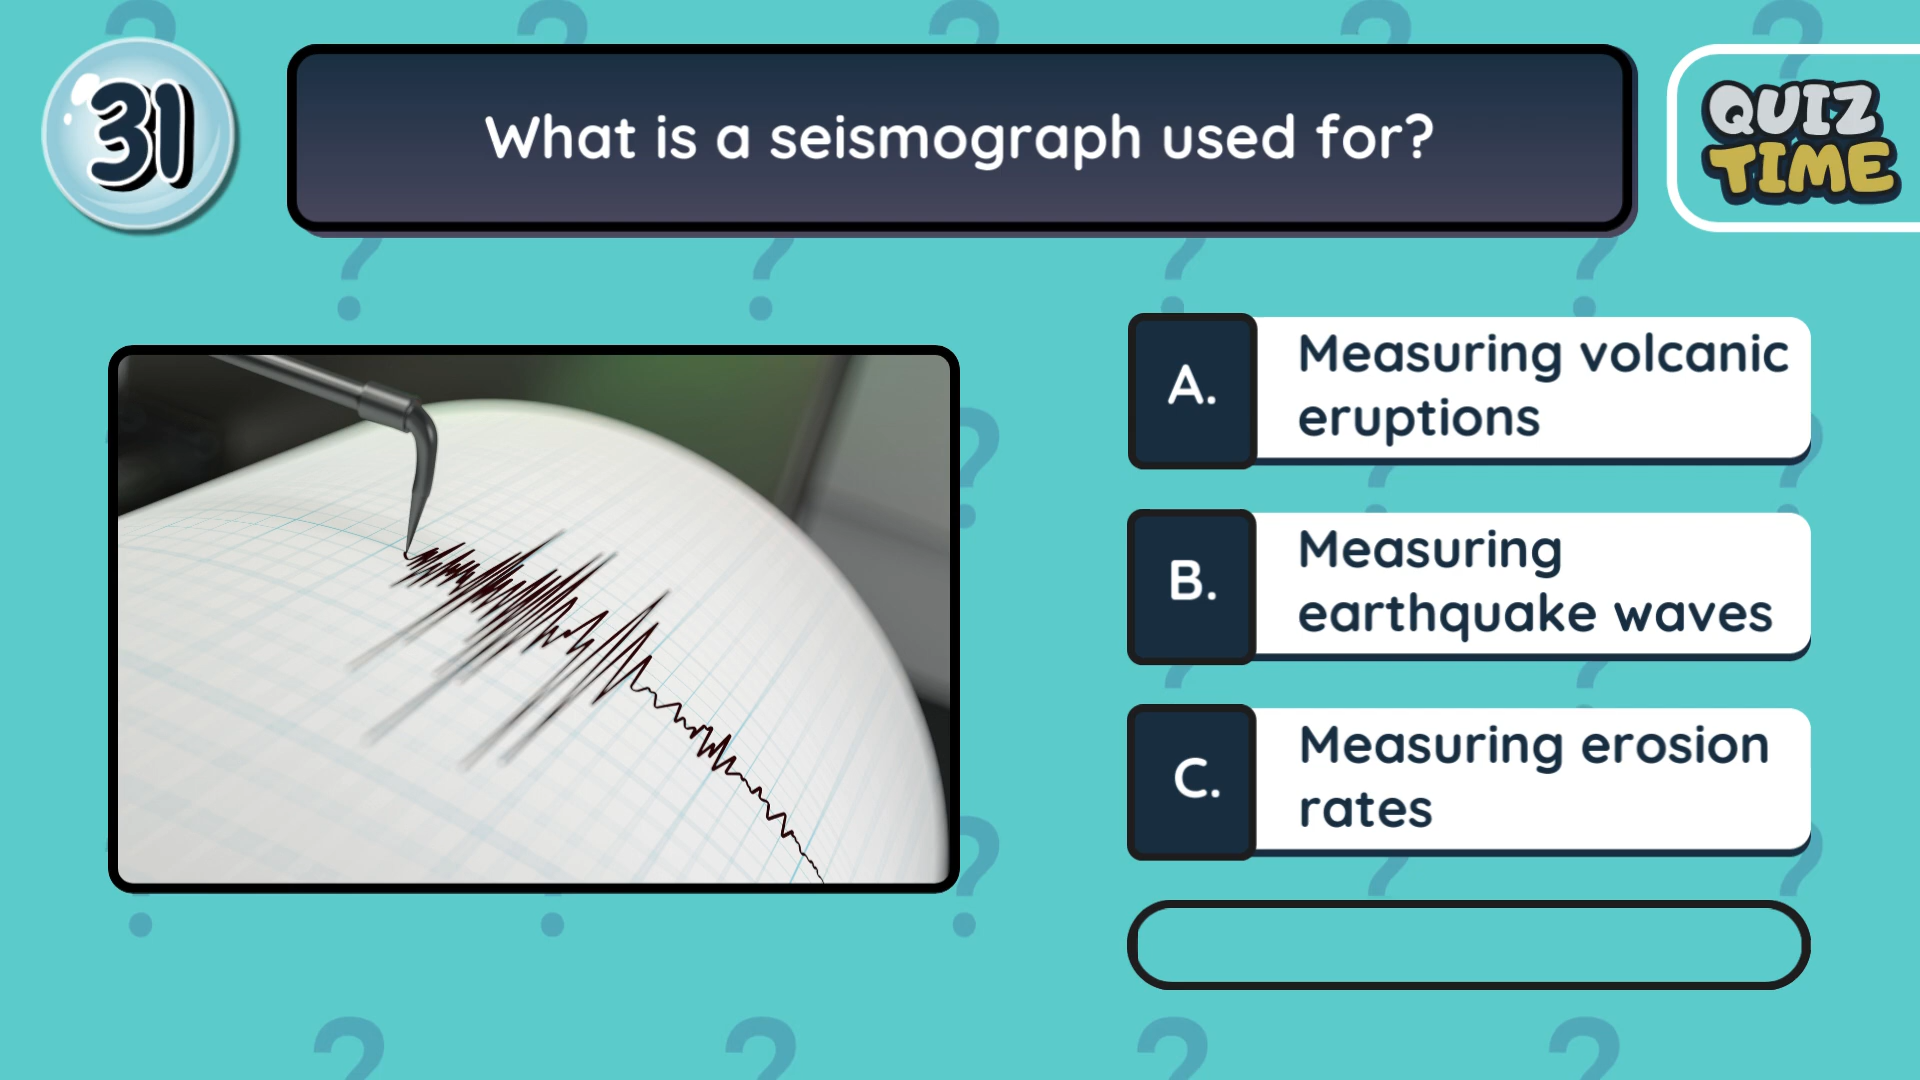 31
What is a seismograph used for?
QUIZ
TIME
A.
Measuring volcanic
eruptions
B.
Measuring
earthquake waves
C.
Measuring erosion
rates